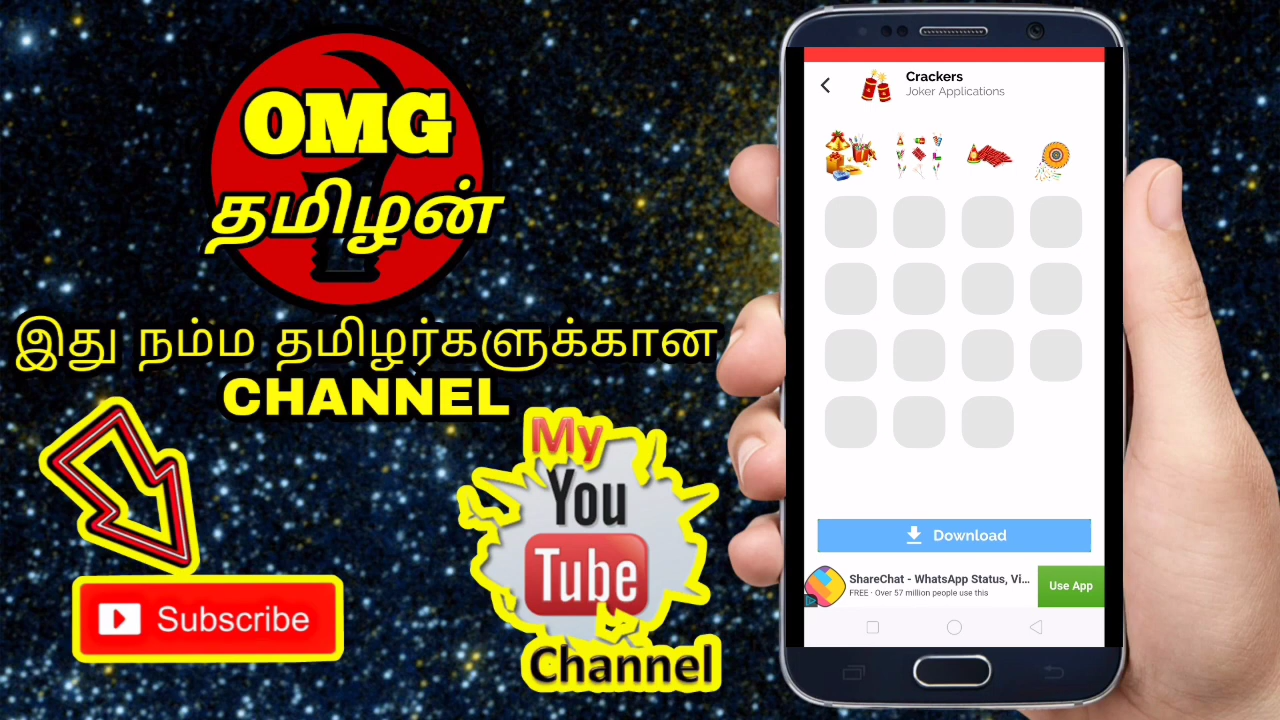 OMG
தமிழன்
இது நம்ம தமிழர்களுக்கான
CHANNEL
Subscribe
My
You
Tube
Channel
Crackers
Joker Applications
Download
ShareChat - WhatsApp Status, Vi...
FREE · Over 57 million people use this
Use App